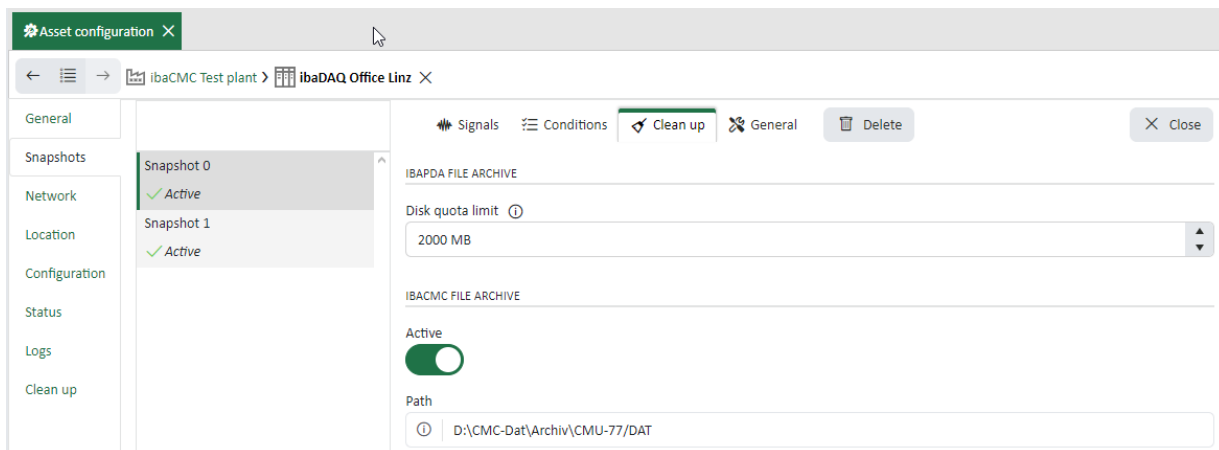 Asset configuration
ibaCMC Test plant > ibaDAQ Office Linz
General
Snapshots
Network
Location
Configuration
Status
Logs
Clean up
Snapshot 0
Active
Snapshot 1
Active
Signals Conditions Clean up General Delete Close
IBAPDA FILE ARCHIVE
Disk quota limit
2000 MB
IBACMC FILE ARCHIVE
Active
Path
D:\CMC-Dat\Archiv\CMU-77/DAT